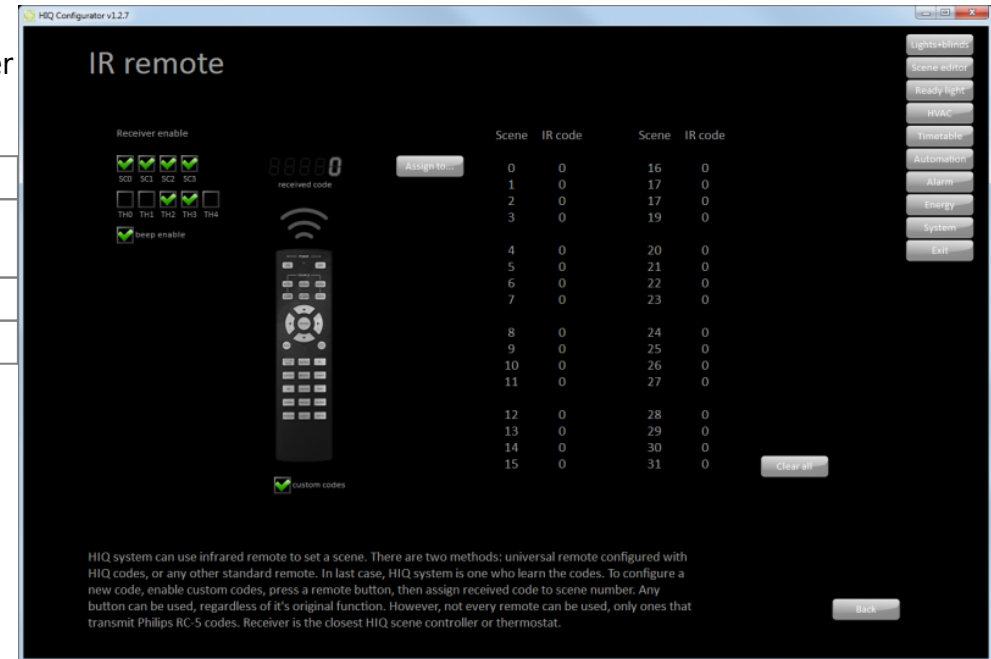 HIQ Configurator v1.2.7
er
IR remote
Lights+blinds
Scene editor
Ready light
HVAC
Timetable
Automation
Alarm
Energy
System
Exit
Receiver enable
SC0 SC1 SC2 SC3
TH0 TH1 TH2 TH3 TH4
beep enable
0
received code
Assign to...
custom codes
Scene IR code Scene IR code
0 0 16 0
1 0 17 0
2 0 17 0
3 0 19 0
4 0 20 0
5 0 21 0
6 0 22 0
7 0 23 0
8 0 24 0
9 0 25 0
10 0 26 0
11 0 27 0
12 0 28 0
13 0 29 0
14 0 30 0
15 0 31 0
Clear all
HIQ system can use infrared remote to set a scene. There are two methods: universal remote configured with
HIQ codes, or any other standard remote. In last case, HIQ system is one who learn the codes. To configure a
new code, enable custom codes, press a remote button, then assign received code to scene number. Any
button can be used, regardless of it's original function. However, not every remote can be used, only ones that
transmit Philips RC-5 codes. Receiver is the closest HIQ scene controller or thermostat.
Back